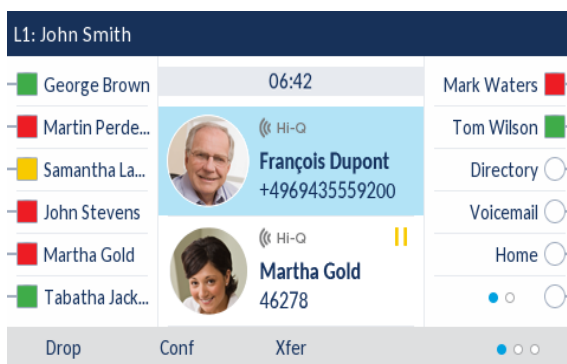 L1: John Smith
George Brown
Martin Perde...
Samantha La...
John Stevens
Martha Gold
Tabatha Jack...
06:42
Hi-Q
François Dupont
+4969435559200
Hi-Q
Martha Gold
46278
Mark Waters
Tom Wilson
Directory
Voicemail
Home
Drop Conf Xfer